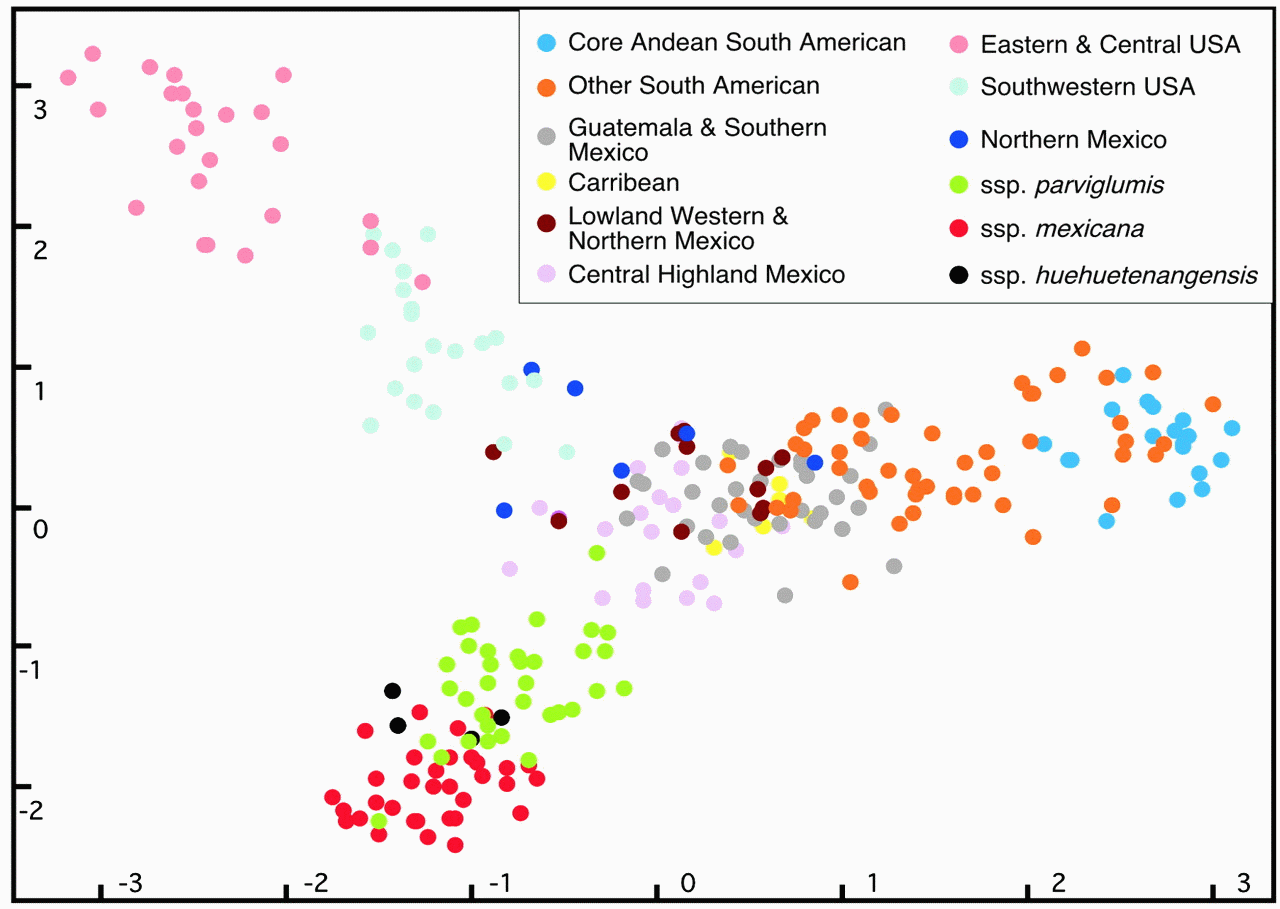 Core Andean South American
Other South American
Guatemala & Southern
Mexico
Carribean
Lowland Western &
Northern Mexico
Central Highland Mexico
Eastern & Central USA
Southwestern USA
Northern Mexico
ssp. parviglumis
ssp. mexicana
ssp. huehuetenangensis
3
2
1
0
-1
-2
-3 -2 -1 0 1 2 3